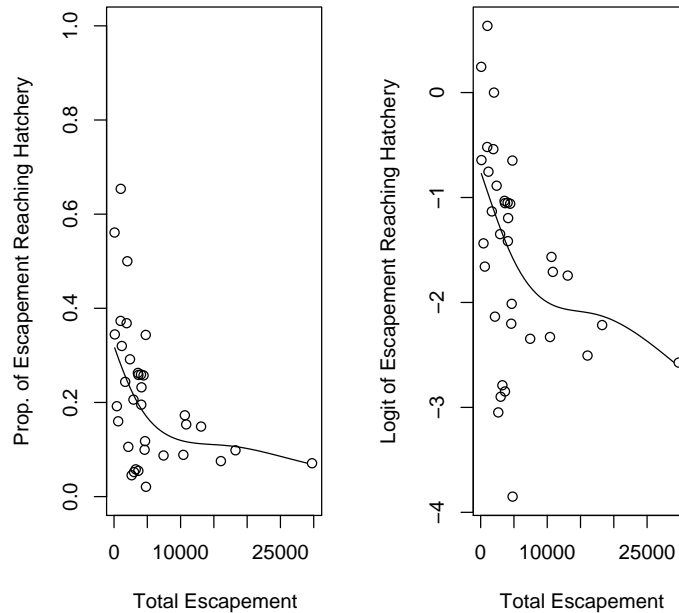 Prop. of Escapement Reaching Hatchery
1.0
0.8
0.6
0.4
0.2
0.0
0 10000 25000
Total Escapement
Logit of Escapement Reaching Hatchery
0
−1
−2
−3
−4
0 10000 25000
Total Escapement